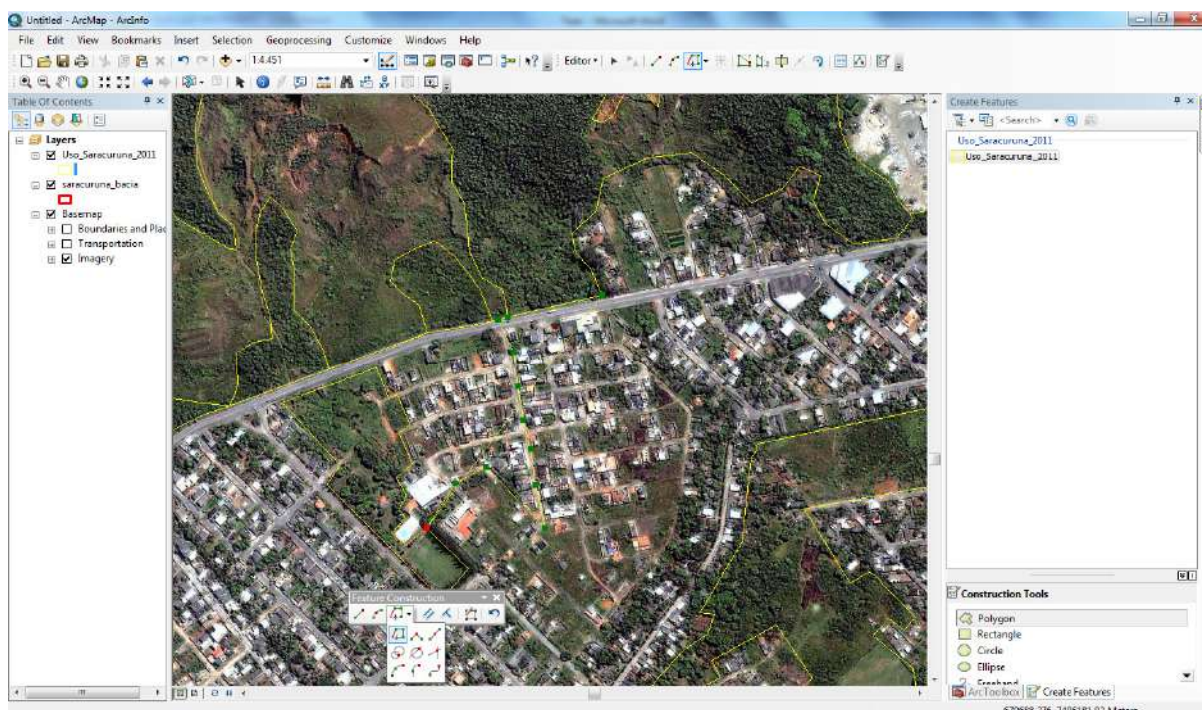 Untitled - ArcMap - ArcInfo
File Edit View Bookmarks Insert Selection Geoprocessing Customize Windows Help
1:4.451
Editor
Table Of Contents
Layers
Uso_Saracuruna_2011
saracuruna_bacia
Basemap
Boundaries and Plac
Transportation
Imagery
Feature Construction
Create Features
<Search>
Uso_Saracuruna_2011
Uso_Saracuruna_2011
Construction Tools
Polygon
Rectangle
Circle
Ellipse
Freehand
ArcToolbox Create Features